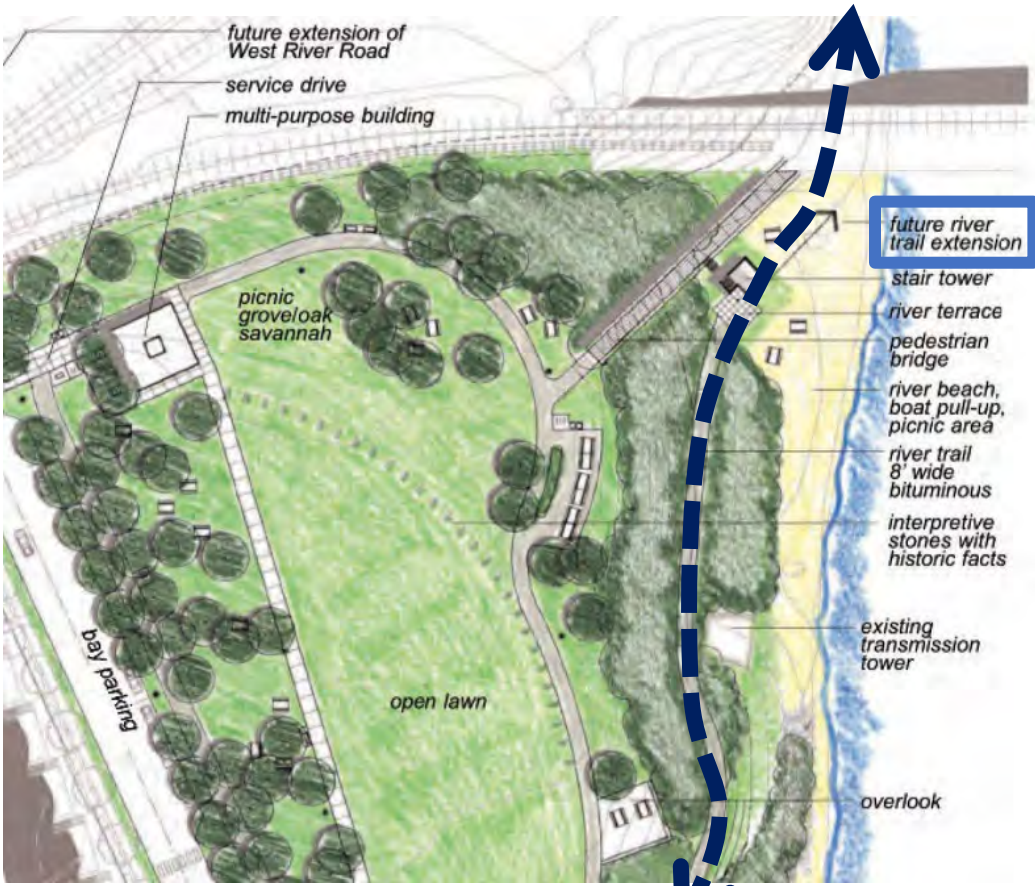 future extension of
West River Road
service drive
multi-purpose building
picnic
grove/oak
savannah
future river
trail extension
stair tower
river terrace
pedestrian
bridge
river beach,
boat pull-up,
picnic area
river trail
8' wide
bituminous
interpretive
stones with
historic facts
existing
transmission
tower
bay parking
open lawn
overlook